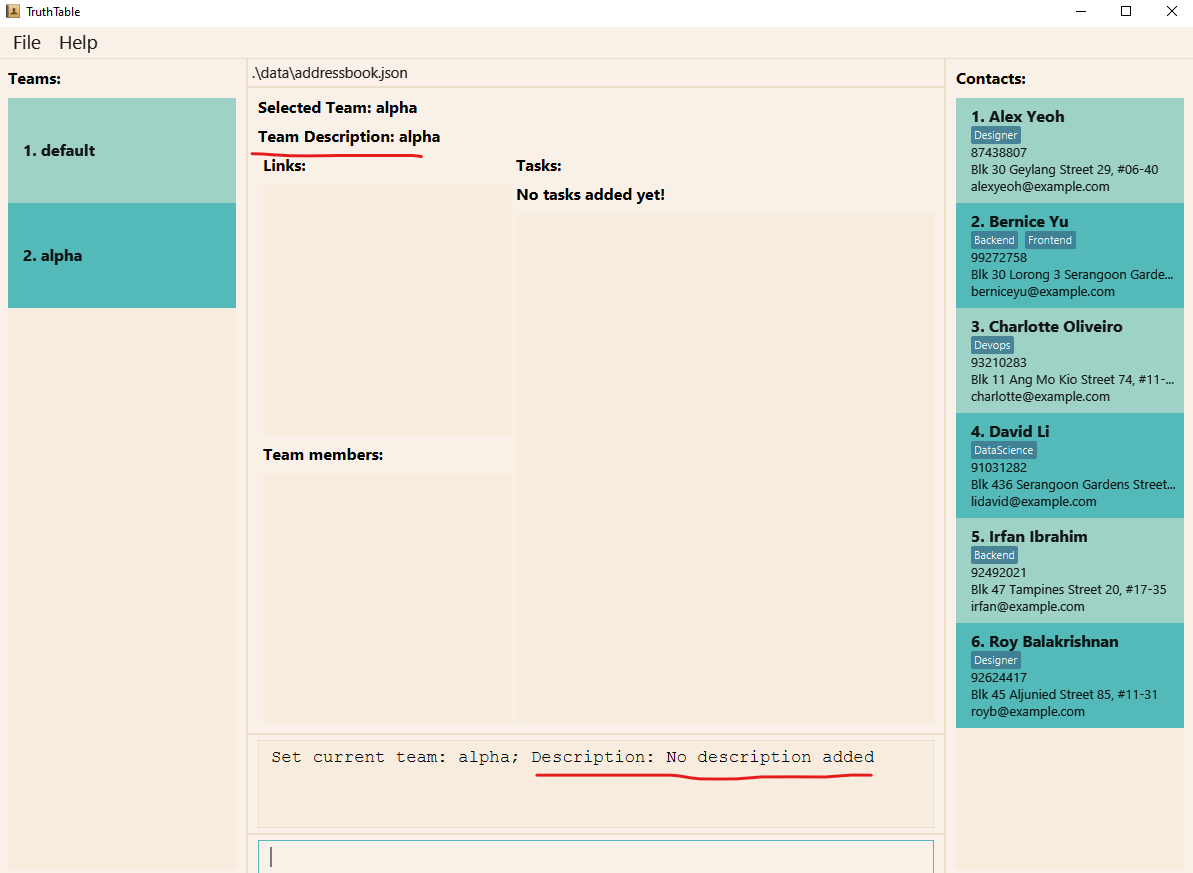 TruthTable
File Help
Teams:
1. default
2. alpha
.\data\addressbook.json
Selected Team: alpha
Team Description: alpha
Links:
Tasks:
No tasks added yet!
Team members:
Set current team: alpha; Description: No description added
Contacts:
1. Alex Yeoh
Designer
87438807
Blk 30 Geylang Street 29, #06-40
alexyeoh@example.com
2. Bernice Yu
Backend Frontend
99272758
Blk 30 Lorong 3 Serangoon Garde...
berniceyu@example.com
3. Charlotte Oliveiro
Devops
93210283
Blk 11 Ang Mo Kio Street 74, #11-...
charlotte@example.com
4. David Li
DataScience
91031282
Blk 436 Serangoon Gardens Street...
lidavid@example.com
5. Irfan Ibrahim
Backend
92492021
Blk 47 Tampines Street 20, #17-35
irfan@example.com
6. Roy Balakrishnan
Designer
92624417
Blk 45 Aljunied Street 85, #11-31
royb@example.com